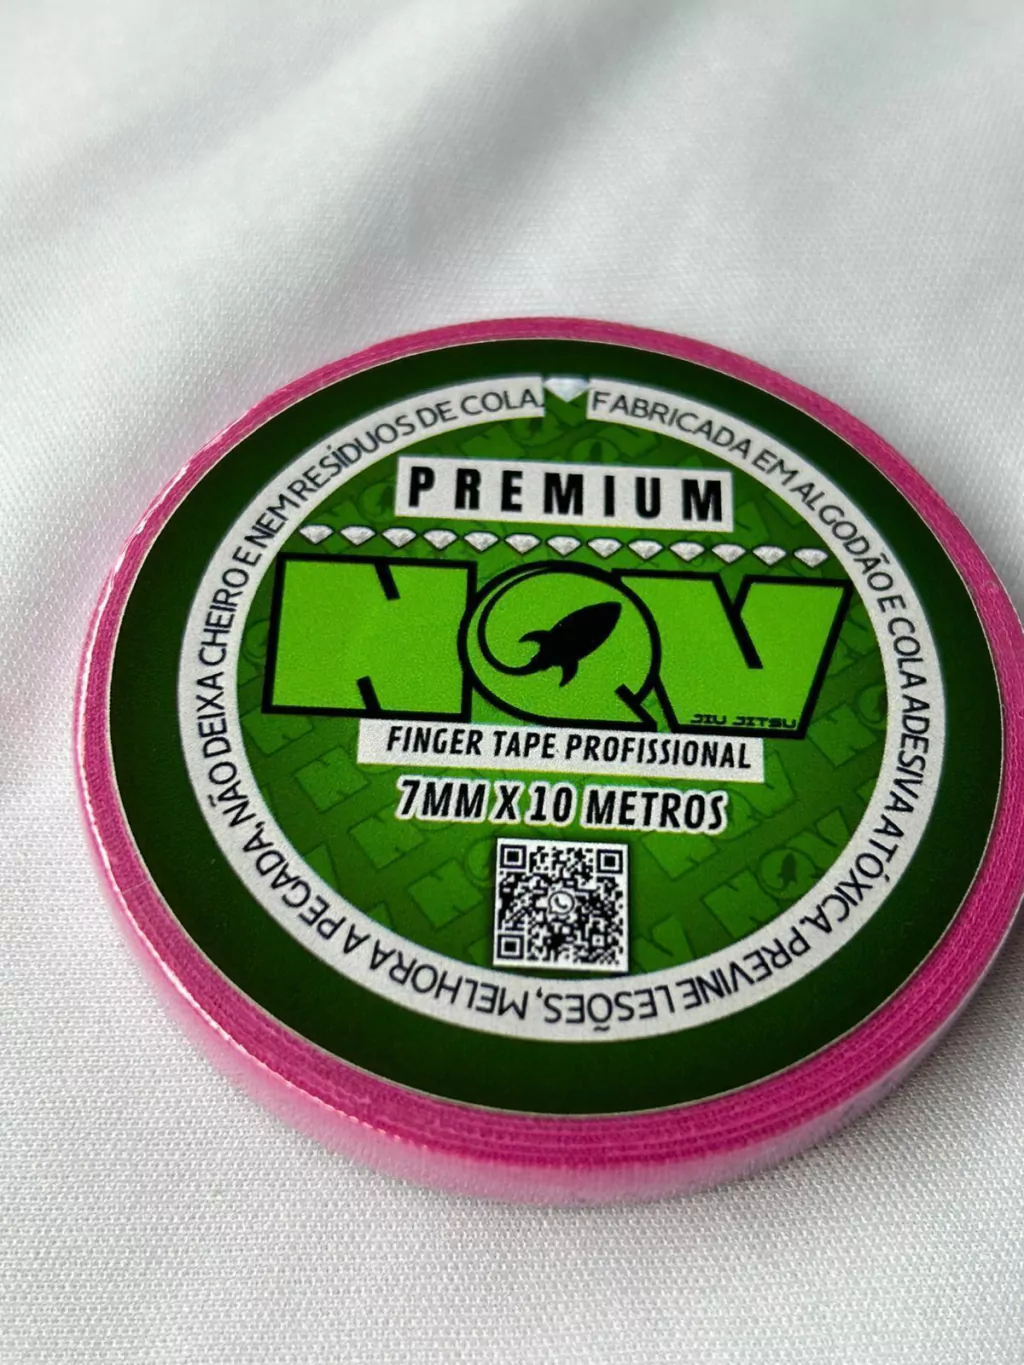 FABRICADA EM ALGODÃO E COLA ADESIVA ATÓXICA. PREVINE LESÕES, MELHORA A PEGADA, NÃO DEIXA CHEIRO E NEM RESÍDUOS DE COLA.
PREMIUM
NQV
JIU JITSU
FINGER TAPE PROFISSIONAL
7MM X 10 METROS